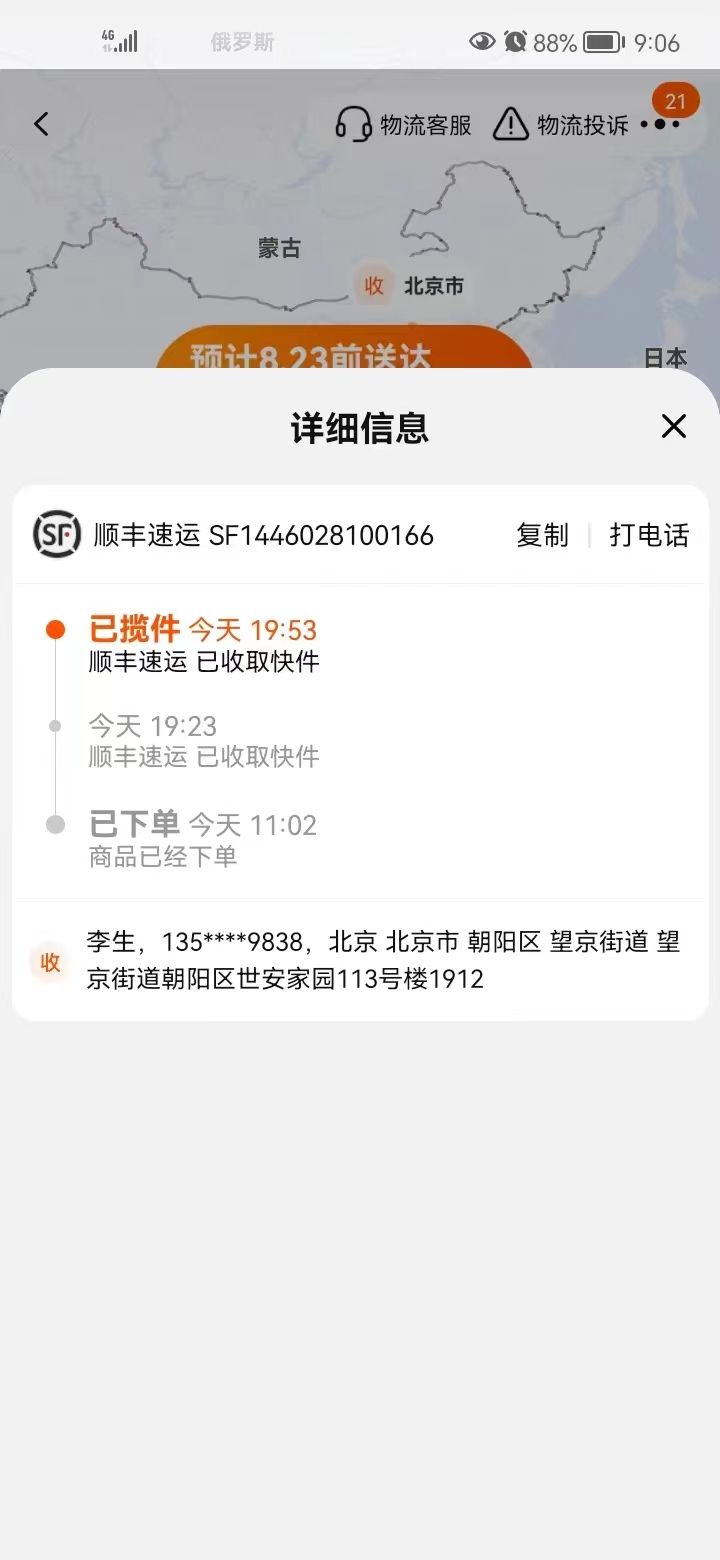 4G
俄罗斯
88%
9:06
21
物流客服
物流投诉
蒙古
收 北京市
预计8.23前送达
日本
详细信息
SF 顺丰速运 SF1446028100166 复制 | 打电话
已揽件 今天 19:53
顺丰速运 已收取快件
今天 19:23
顺丰速运 已收取快件
已下单 今天 11:02
商品已经下单
收 李生，135****9838，北京 北京市 朝阳区 望京街道 望
京街道朝阳区世安家园113号楼1912